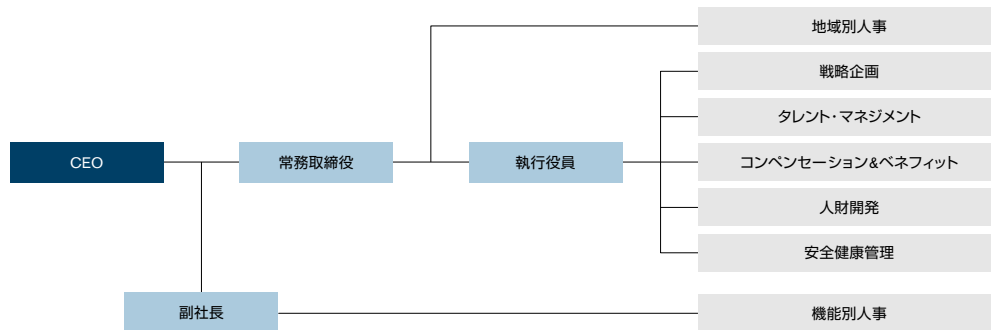 地域別人事
戦略企画
タレント・マネジメント
CEO
常務取締役
執行役員
コンペンセーション&ベネフィット
人財開発
安全健康管理
副社長
機能別人事